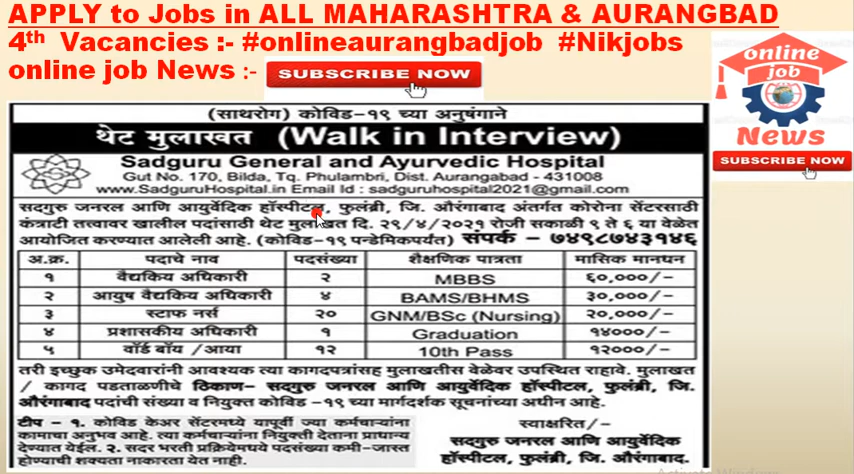 APPLY to Jobs in ALL MAHARASHTRA & AURANGBAD
4th Vacancies :- #onlineaurangbadjob #Nikjobs
online job News :-
SUBSCRIBE NOW
online
job
News
SUBSCRIBE NOW
(साथरोग) कोविड-१९ च्या अनुषंगाने
थेट मुलाखत (Walk in Interview)
Sadguru General and Ayurvedic Hospital
Gut No. 170, Bilda, Tq. Phulambri, Dist. Aurangabad - 431008
www.SadguruHospital.in Email Id : sadguruhospital2021@gmail.com
सदगुरु जनरल आणि आयुर्वेदिक हॉस्पीटल, फुलंब्री, जि. औरंगाबाद अंतर्गत कोरोना सेंटरसाठी
कंत्राटी तत्त्वावर खालील पदांसाठी थेट मुलाखत दि. २९/४/२०२१ रोजी सकाळी ९ ते ६ या वेळेत
आयोजित करण्यात आलेली आहे. (कोविड-१९ पन्डेमिकपर्यंत) संपर्क - ७४९८७४३१४६
अ.क्र. पदाचे नाव पदसंख्या शैक्षणिक पात्रता मासिक मानधन
१ वैद्यकिय अधिकारी २ MBBS ६०,०००/-
२ आयुष वैद्यकीय अधिकारी ४ BAMS/BHMS ३०,०००/-
३ स्टाफ नर्स २० GNM/BSc (Nursing) २०,०००/-
४ प्रशासकीय अधिकारी १ Graduation १४०००/-
५ वॉर्ड बॉय /आया १२ 10th Pass १२०००/-
तरी इच्छुक उमेदवारांनी आवश्यक त्या कागदपत्रांसह मुलाखतीस वेळेवर उपस्थित राहावे. मुलाखत
/ कागद पडताळणीचे ठिकाण- सदगुरु जनरल आणि आयुर्वेदिक हॉस्पीटल, फुलंब्री, जि.
औरंगाबाद पदांची संख्या व नियुक्त कोविड -१९ च्या मार्गदर्शक सूचनांच्या अधीन आहे.
टीप - १. कोविड केअर सेंटरमध्ये यापूर्वी ज्या कर्मचाऱ्यांना
कामाचा अनुभव आहे. त्या कर्मचाऱ्यांना नियुक्ती देताना प्राधान्य
देण्यात येईल. २. सदर भरती प्रक्रियेमधये पदसंख्या कमी-जास्त
होण्याची शक्यता नाकारता येत नाही.
स्वाक्षरित/-
सदगुरु जनरल आणि आयुर्वेदिक
हॉस्पीटल, फुलंब्री, जि. औरंगाबाद.